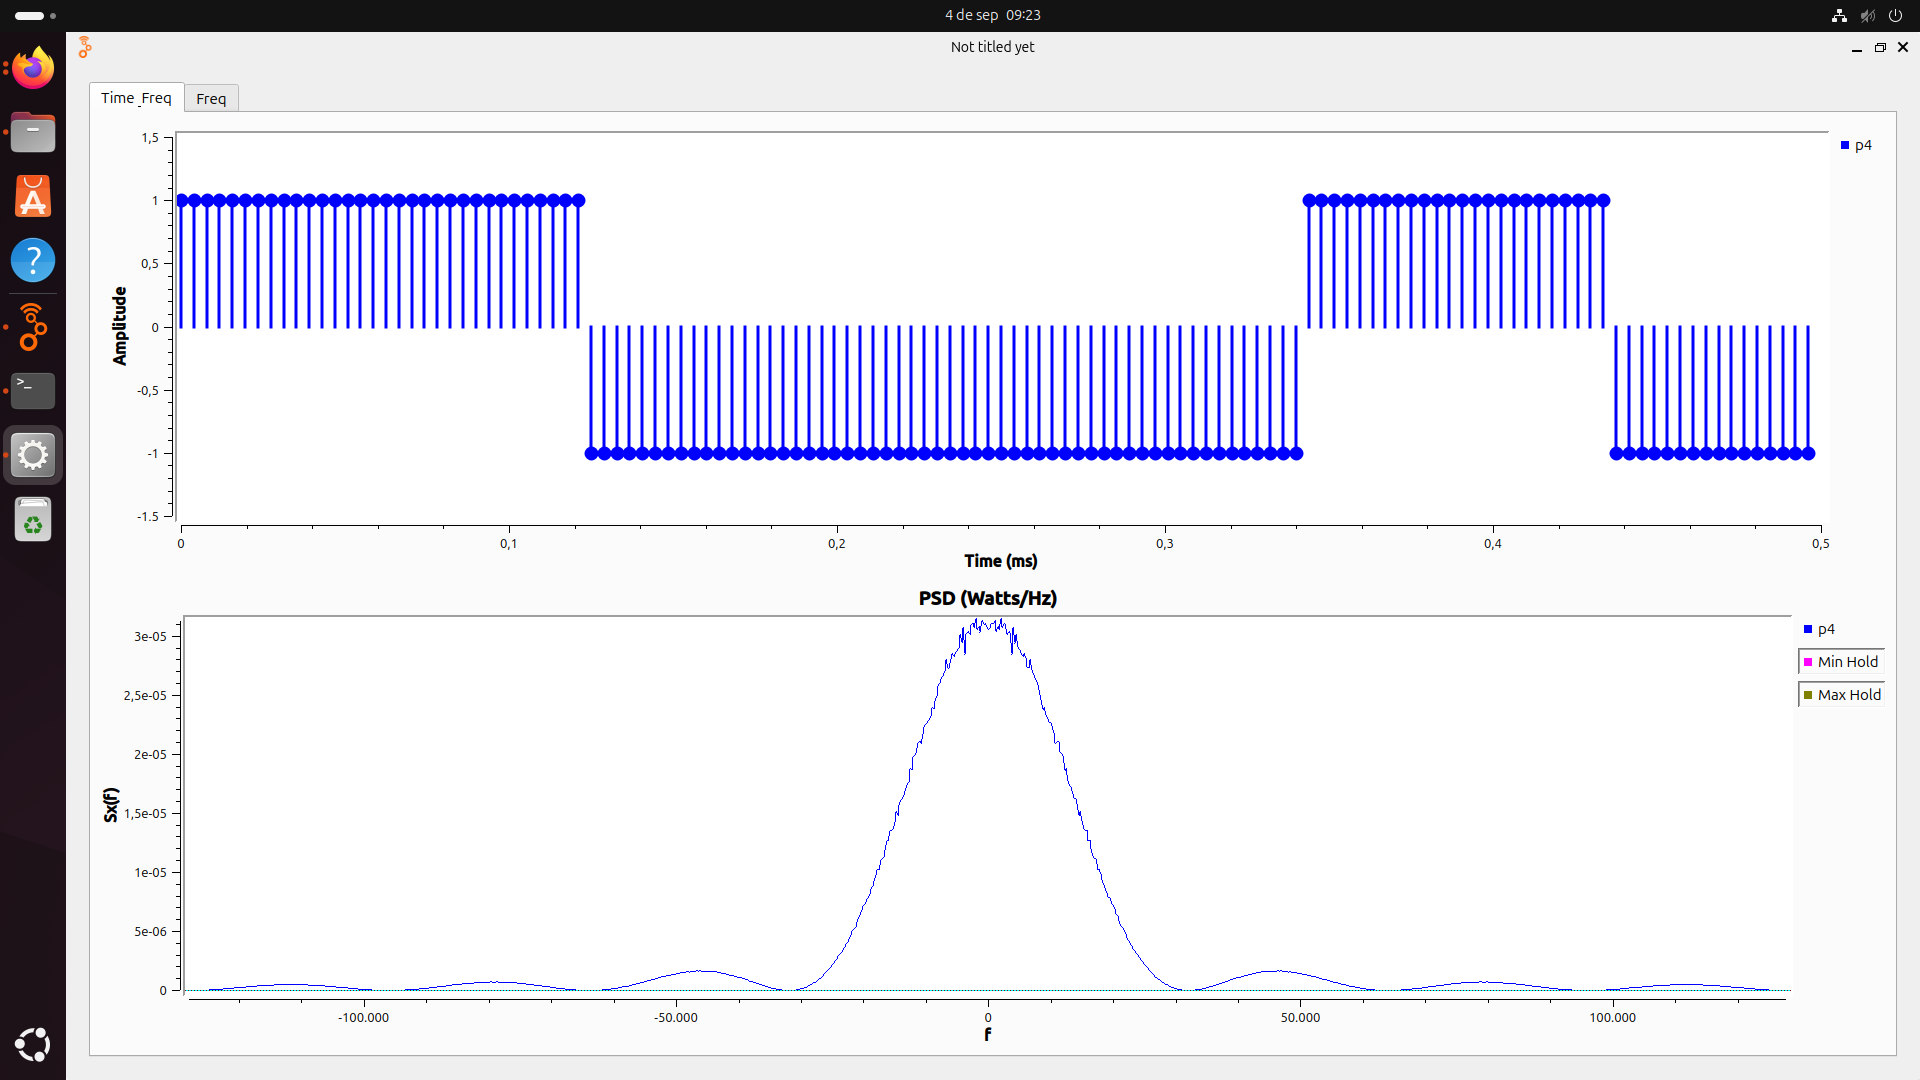 4 de sep 09:23
Not titled yet
Time_Freq
Freq
1,5
1
0,5
0
-0,5
-1
-1.5
Amplitude
p4
0
0,1
0,2
0,3
0,4
0,5
Time (ms)
PSD (Watts/Hz)
3e-05
2,5e-05
2e-05
1,5e-05
1e-05
5e-06
0
Sx(f)
p4
Min Hold
Max Hold
-100.000
-50.000
0
50.000
100.000
f